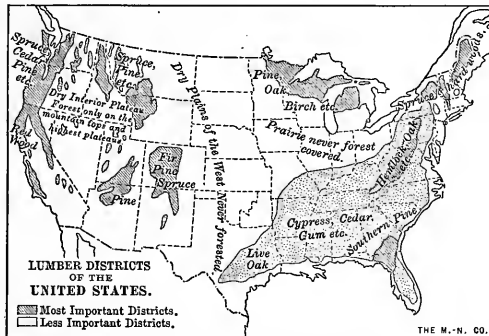 Spruce,
Cedar,
Pine
etc.
Spruce,
Pine
etc.
Dry Interior Plateau
Forest only on the
mountain tops and
highest plateaus
Red
Wood
Pine
Fir
Pine
Spruce
Dry Plains of the West Never forested.
Pine,
Oak,
Birch etc.
Prairie never forest
covered.
Spruce & Hard woods.
Hemlock, Oak
etc.
Cypress, Cedar,
Gum etc.
Southern Pine
Live
Oak
LUMBER DISTRICTS
OF THE
UNITED STATES.
Most Important Districts.
Less Important Districts.
THE M.-N. CO.